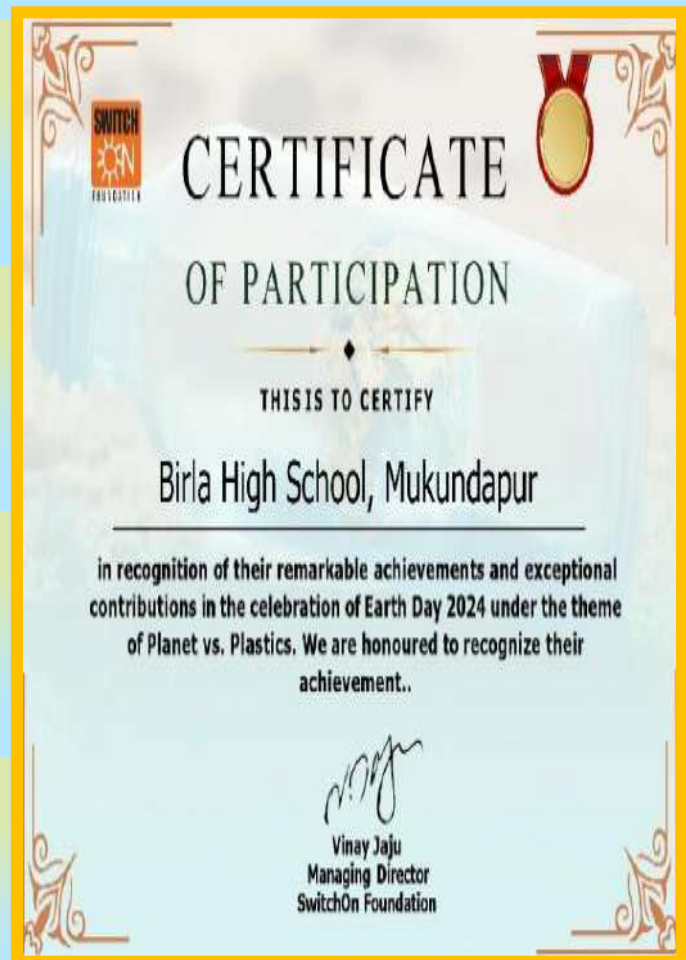 SWITCH
ON
FOUNDATION
CERTIFICATE
OF PARTICIPATION
THIS IS TO CERTIFY
Birla High School, Mukundapur
in recognition of their remarkable achievements and exceptional
contributions in the celebration of Earth Day 2024 under the theme
of Planet vs. Plastics. We are honoured to recognize their
achievement..
Vinay Jaju
Managing Director
SwitchOn Foundation